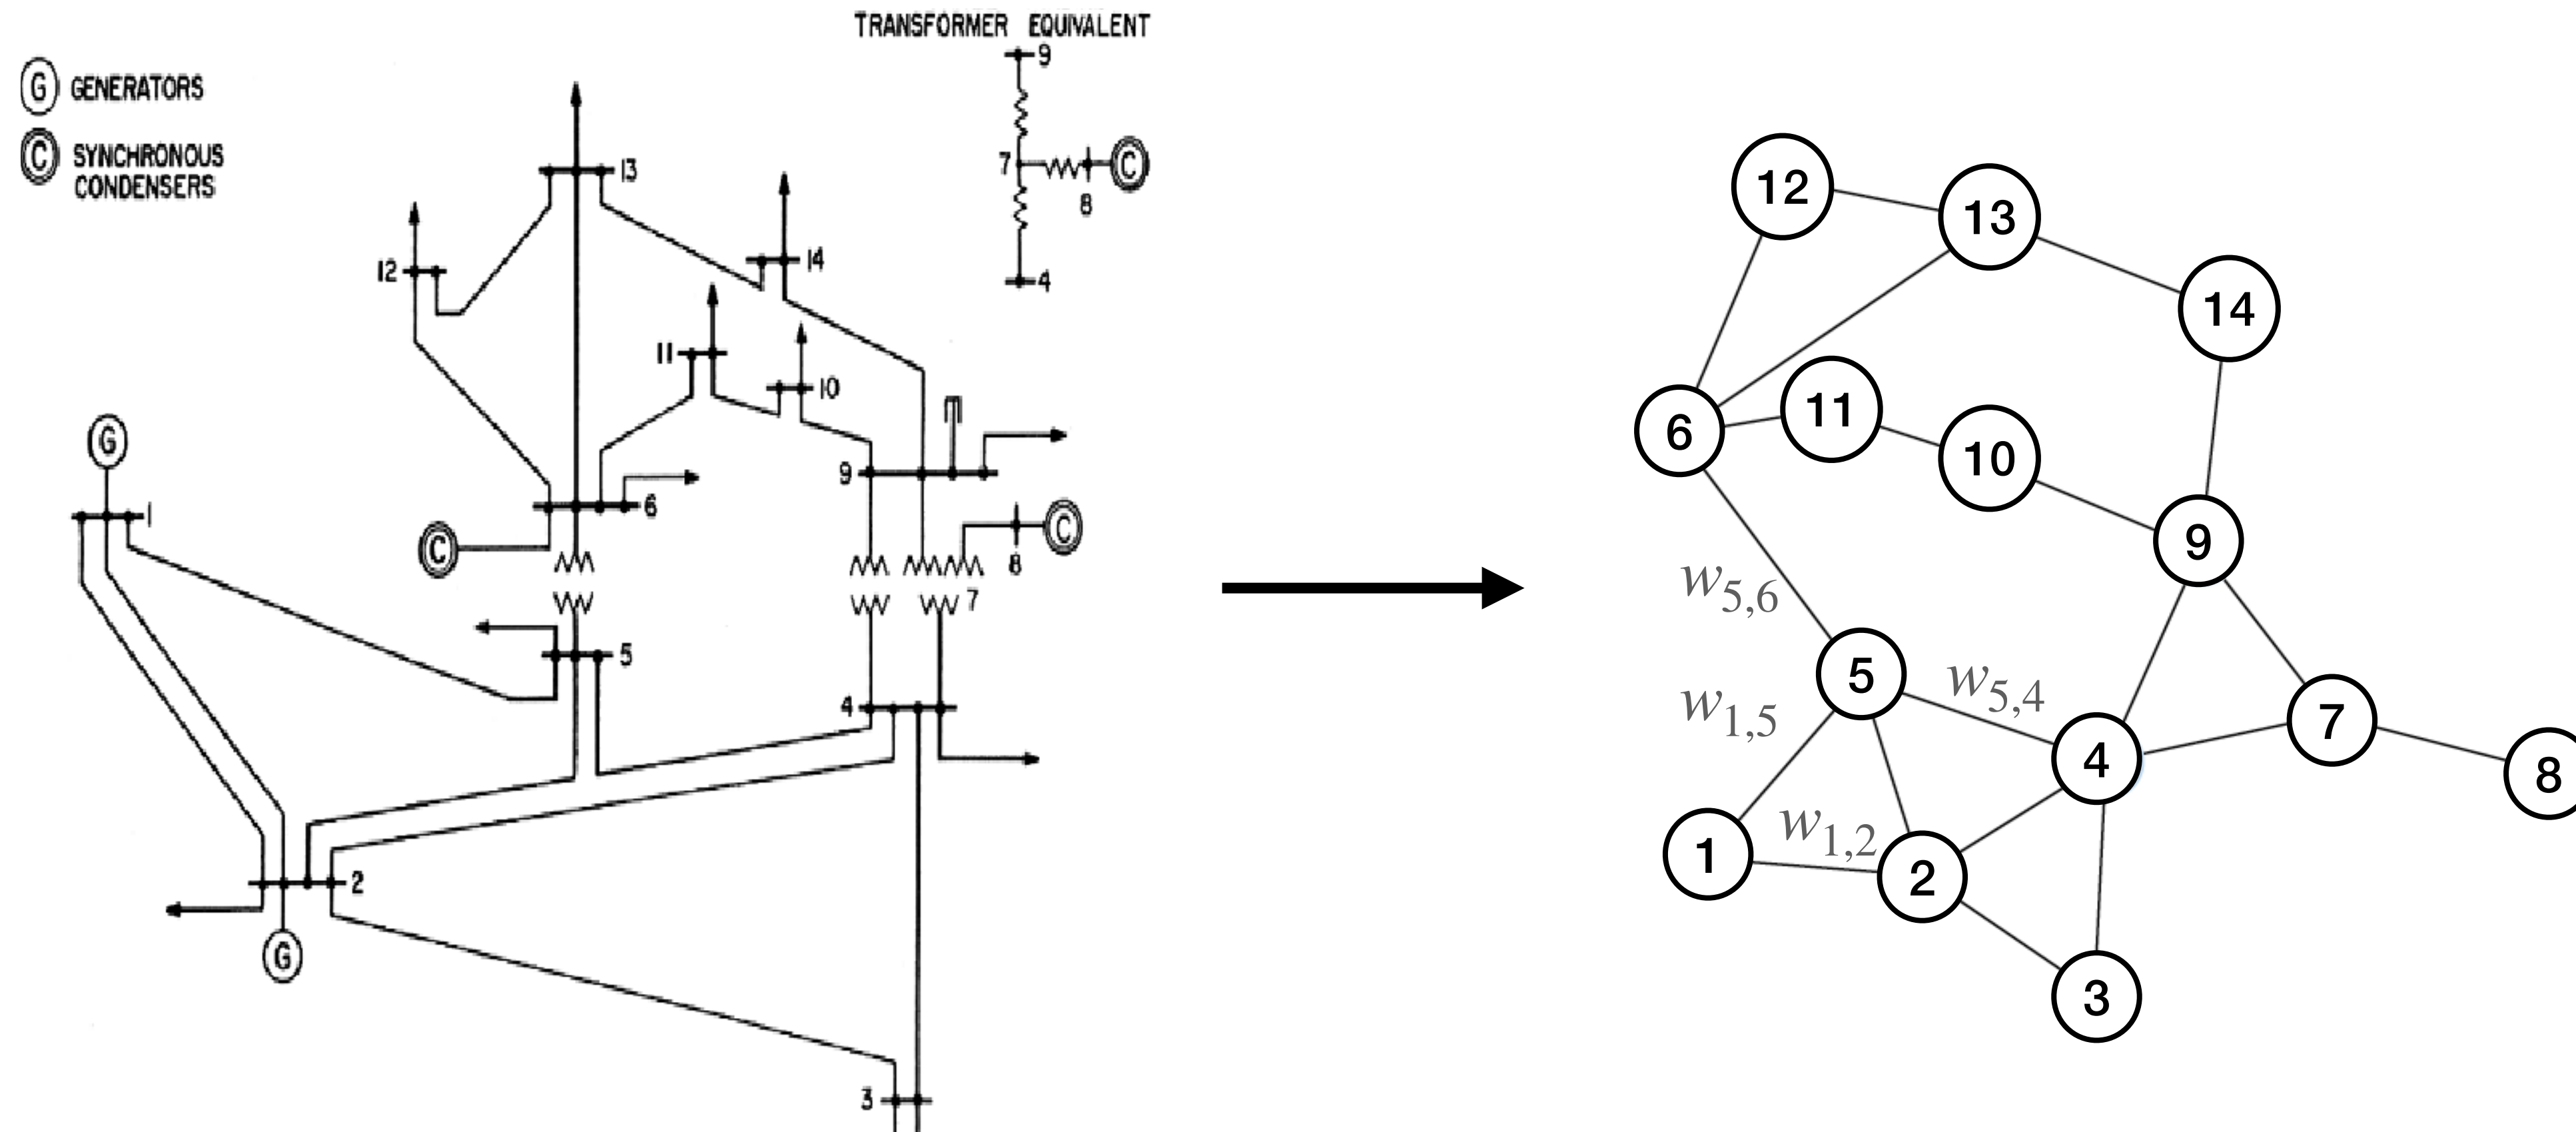 TRANSFORMER EQUIVALENT
9
7
C
8
4
G GENERATORS
C SYNCHRONOUS
CONDENSERS
13
14
12
11
10
G
9
1
6
C
C
8
7
5
4
2
G
3
12
13
14
11
6
10
9
w5,6
5
w5,4
w1,5
7
4
8
w1,2
1
2
3